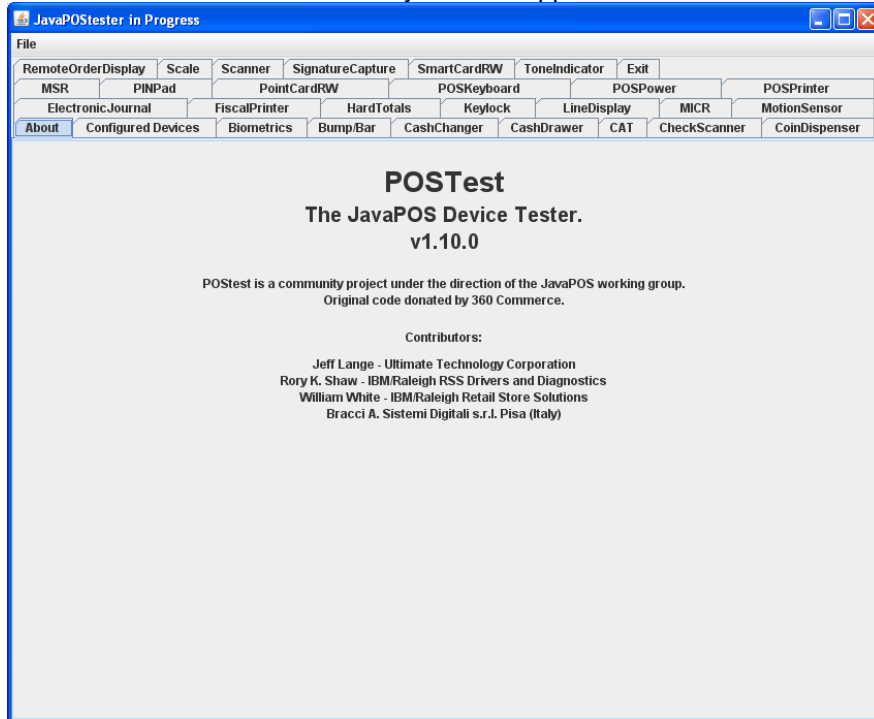 JavaPOStester in Progress
File
RemoteOrderDisplay Scale Scanner SignatureCapture SmartCardRW ToneIndicator Exit
MSR PINPad PointCardRW POSKeyboard POSPower POSPrinter
ElectronicJournal FiscalPrinter HardTotals Keylock LineDisplay MICR MotionSensor
About Configured Devices Biometrics Bump/Bar CashChanger CashDrawer CAT CheckScanner CoinDispenser
POSTest
The JavaPOS Device Tester.
v1.10.0
POStest is a community project under the direction of the JavaPOS working group.
Original code donated by 360 Commerce.
Contributors:
Jeff Lange - Ultimate Technology Corporation
Rory K. Shaw - IBM/Raleigh RSS Drivers and Diagnostics
William White - IBM/Raleigh Retail Store Solutions
Bracci A. Sistemi Digitali s.r.l. Pisa (Italy)